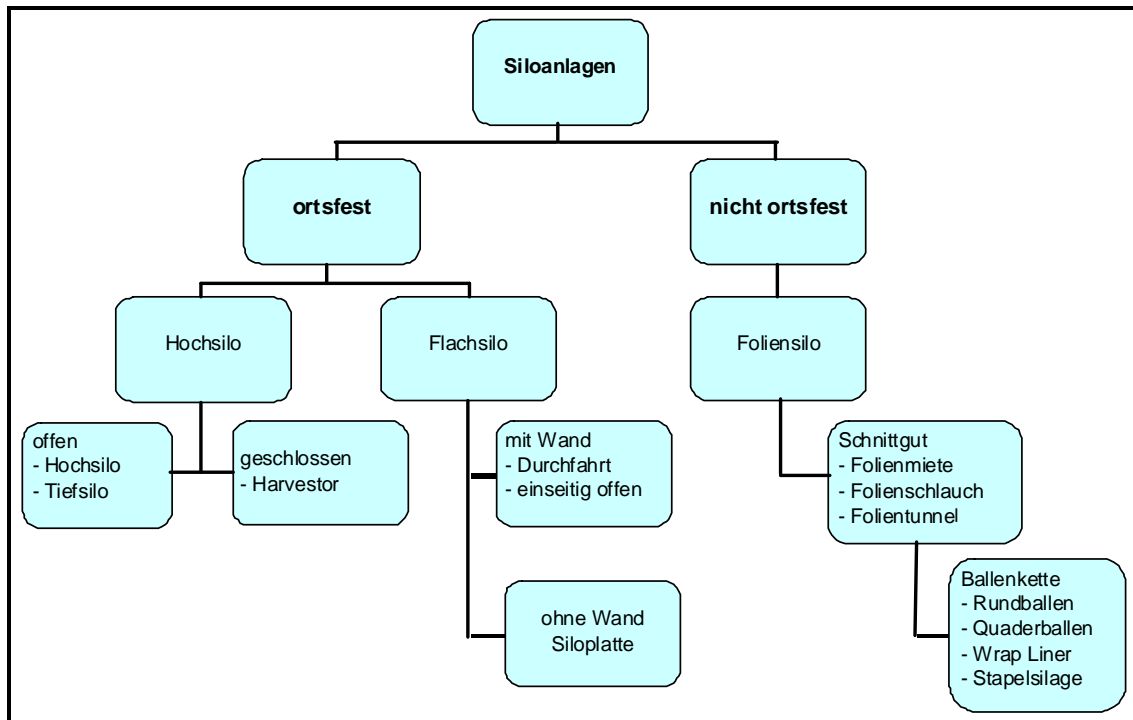 Siloanlagen
ortsfest
nicht ortsfest
Hochsilo
Flachsilo
Foliensilo
offen
- Hochsilo
- Tiefsilo
geschlossen
- Harvestor
mit Wand
- Durchfahrt
- einseitig offen
Schnittgut
- Folienmiete
- Folienschlauch
- Folientunnel
ohne Wand
Siloplatte
Ballenkette
- Rundballen
- Quaderballen
- Wrap Liner
- Stapelsilage